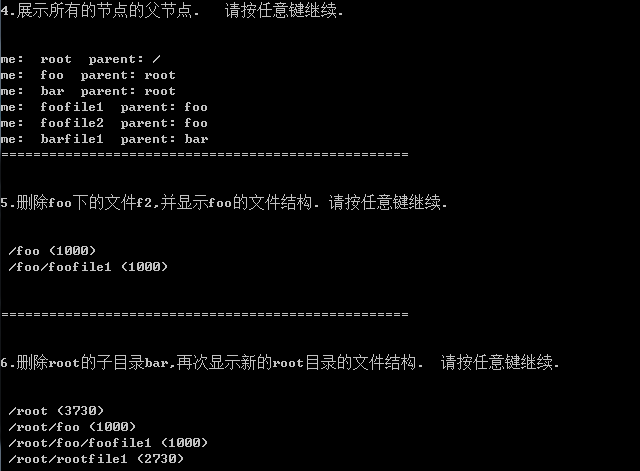 4.展示所有的节点的父节点.   请按任意键继续.
me:  root  parent: /
me:  foo  parent: root
me:  bar  parent: root
me:  foofile1  parent: foo
me:  foofile2  parent: foo
me:  barfile1  parent: bar
===================================================
5.删除foo下的文件f2,并显示foo的文件结构. 请按任意键继续.
/foo (1000)
/foo/foofile1 (1000)
===================================================
6.删除root的子目录bar,再次显示新的root目录的文件结构.  请按任意键继续.
/root (3730)
/root/foo (1000)
/root/foo/foofile1 (1000)
/root/rootfile1 (2730)